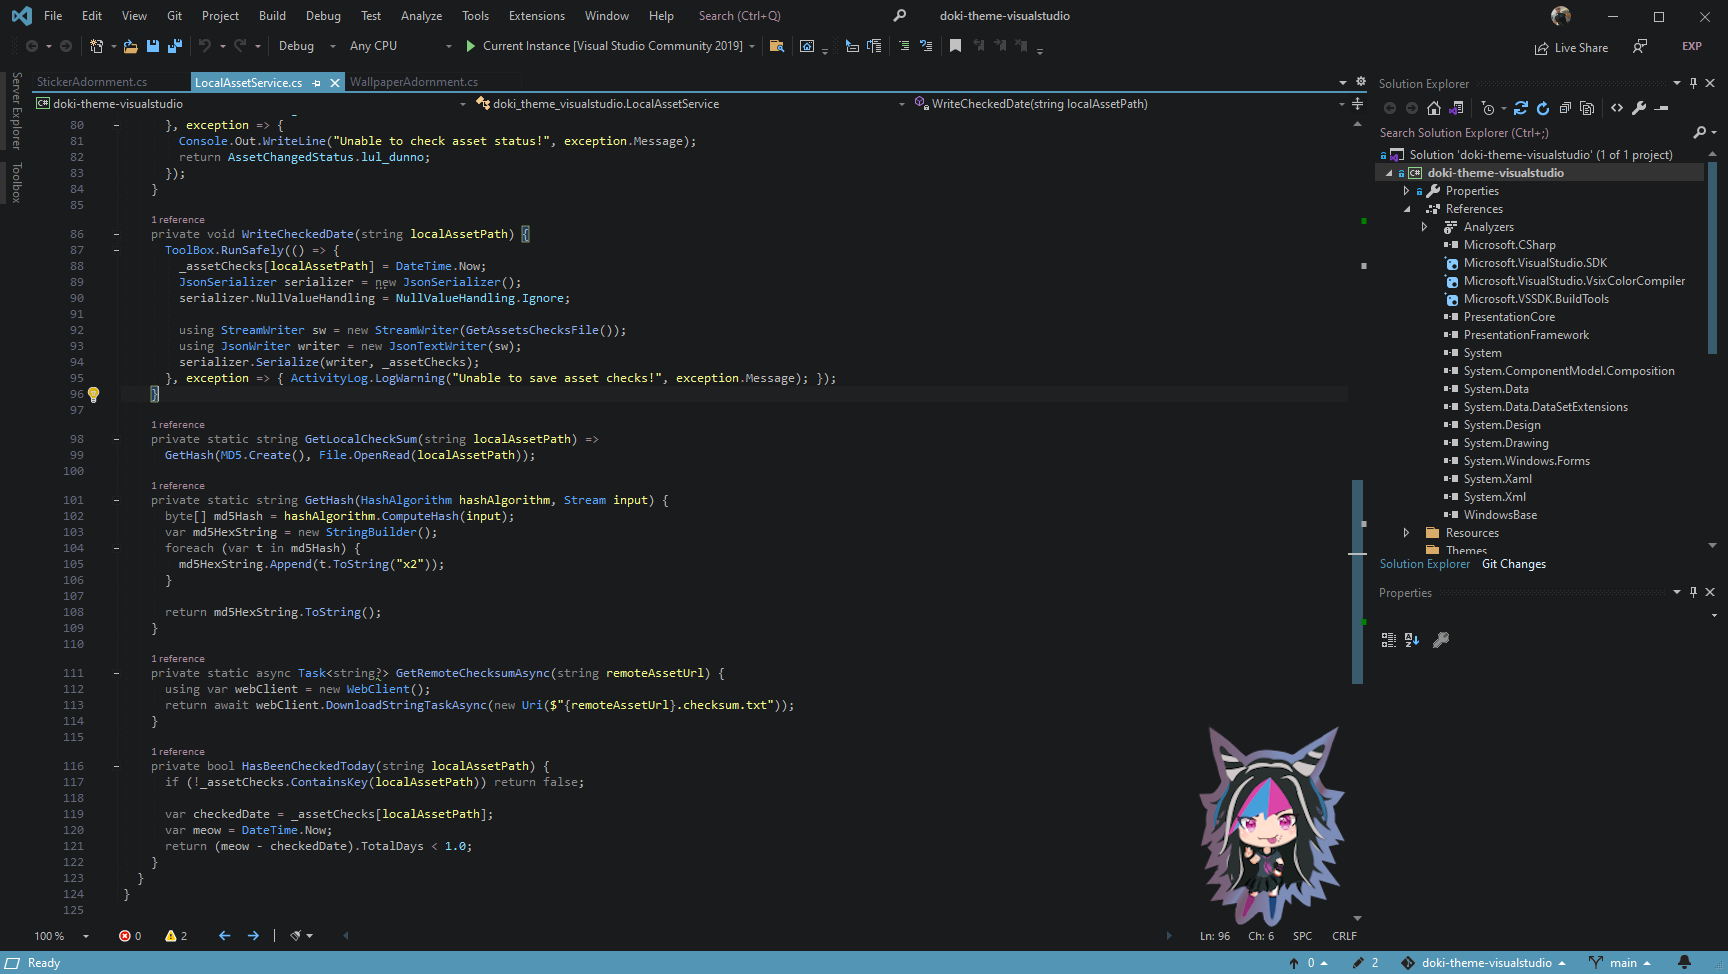 File Edit View Git Project Build Debug Test Analyze Tools Extensions Window Help Search (Ctrl+Q) doki-theme-visualstudio
Debug Any CPU Current Instance [Visual Studio Community 2019] Live Share EXP
Server Explorer
Toolbox
StickerAdornment.cs LocalAssetService.cs WallpaperAdornment.cs
C# doki-theme-visualstudio doki_theme_visualstudio.LocalAssetService WriteCheckedDate(string localAssetPath)
80 }, exception => {
81 Console.Out.WriteLine("Unable to check asset status!", exception.Message);
82 return AssetChangedStatus.lul_dunno;
83 });
84 }
85
1 reference
86 private void WriteCheckedDate(string localAssetPath) {
87 ToolBox.RunSafely(() => {
88 _assetChecks[localAssetPath] = DateTime.Now;
89 JsonSerializer serializer = new JsonSerializer();
90 serializer.NullValueHandling = NullValueHandling.Ignore;
91
92 using StreamWriter sw = new StreamWriter(GetAssetsChecksFile());
93 using JsonWriter writer = new JsonTextWriter(sw);
94 serializer.Serialize(writer, _assetChecks);
95 }, exception => { ActivityLog.LogWarning("Unable to save asset checks!", exception.Message); });
96 }
97
1 reference
98 private static string GetLocalCheckSum(string localAssetPath) =>
99 GetHash(MD5.Create(), File.OpenRead(localAssetPath));
100
1 reference
101 private static string GetHash(HashAlgorithm hashAlgorithm, Stream input) {
102 byte[] md5Hash = hashAlgorithm.ComputeHash(input);
103 var md5HexString = new StringBuilder();
104 foreach (var t in md5Hash) {
105 md5HexString.Append(t.ToString("x2"));
106 }
107
108 return md5HexString.ToString();
109 }
110
1 reference
111 private static async Task<string?> GetRemoteChecksumAsync(string remoteAssetUrl) {
112 using var webClient = new WebClient();
113 return await webClient.DownloadStringTaskAsync(new Uri($"{remoteAssetUrl}.checksum.txt"));
114 }
115
1 reference
116 private bool HasBeenCheckedToday(string localAssetPath) {
117 if (!_assetChecks.ContainsKey(localAssetPath)) return false;
118
119 var checkedDate = _assetChecks[localAssetPath];
120 var meow = DateTime.Now;
121 return (meow - checkedDate).TotalDays < 1.0;
122 }
123 }
124 }
125
100 % 0 2 Ln: 96 Ch: 6 SPC CRLF
Solution Explorer
Search Solution Explorer (Ctrl+;)
Solution 'doki-theme-visualstudio' (1 of 1 project)
C# doki-theme-visualstudio
Properties
References
Analyzers
Microsoft.CSharp
Microsoft.VisualStudio.SDK
Microsoft.VisualStudio.VsixColorCompiler
Microsoft.VSSDK.BuildTools
PresentationCore
PresentationFramework
System
System.ComponentModel.Composition
System.Data
System.Data.DataSetExtensions
System.Design
System.Drawing
System.Windows.Forms
System.Xaml
System.Xml
WindowsBase
Resources
Themes
Solution Explorer Git Changes
Properties
Ready 0 2 doki-theme-visualstudio main